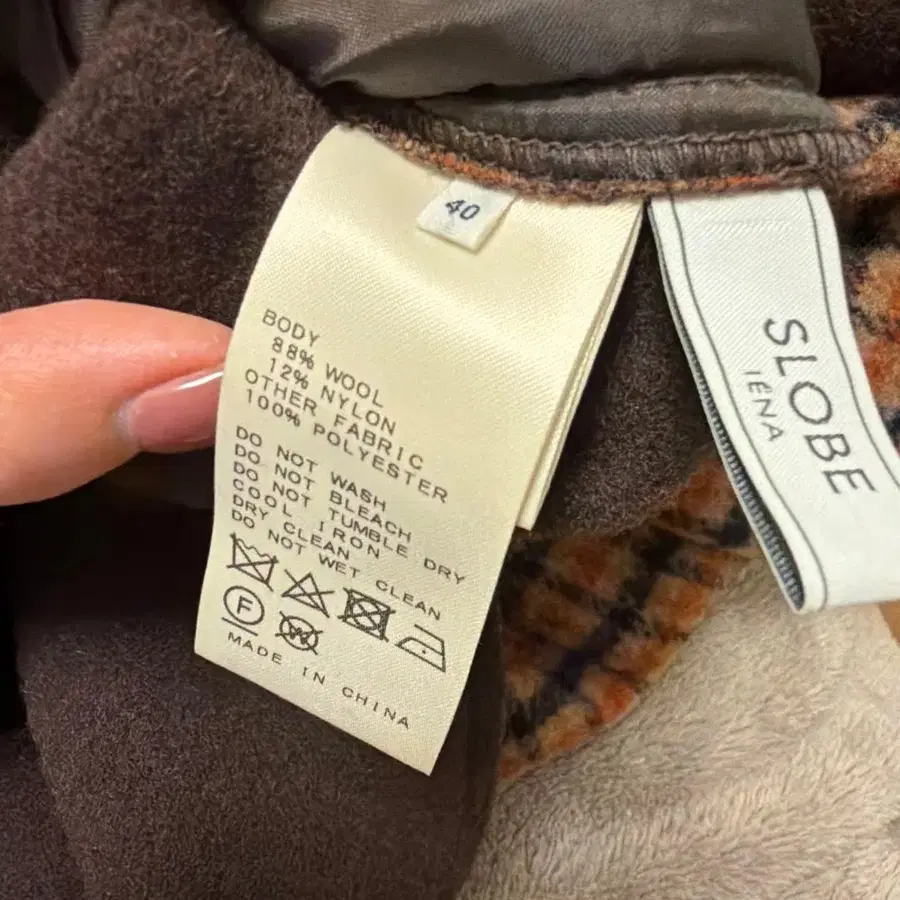 40
BODY
88% WOOL
12% NYLON
OTHER FABRIC
100% POLYESTER
DO NOT WASH
DO NOT BLEACH
DO NOT TUMBLE DRY
COOL IRON
DRY CLEAN
DO NOT WET CLEAN
F
W
MADE IN CHINA
SLOBE
IÉNA